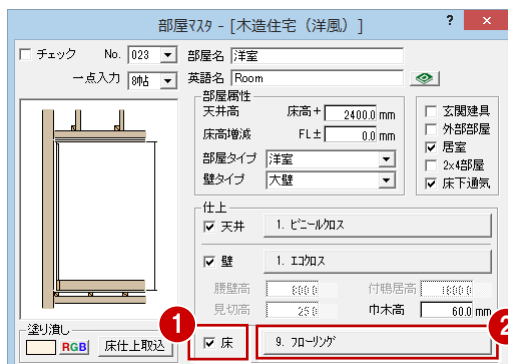 部屋ﾏｽﾀ - [木造住宅（洋風）]
? ×
チェック No. 023 部屋名 洋室
一点入力 8帖 英語名 Room
部屋属性
天井高 床高+ 2400.0 mm
床高増減 FL± 0.0 mm
部屋タイプ 洋室
壁タイプ 大壁
玄関建具
外部部屋
居室
2×4部屋
床下通気
仕上
天井 1. ﾋﾞﾆｰﾙｸﾛｽ
壁 1. ｴｺｸﾛｽ
腰壁高 800.0 付鴨居高 1800.0
見切高 25.0 巾木高 60.0 mm
塗り潰し
RGB 床仕上取込
1 床 9. ﾌﾛｰﾘﾝｸﾞ 2